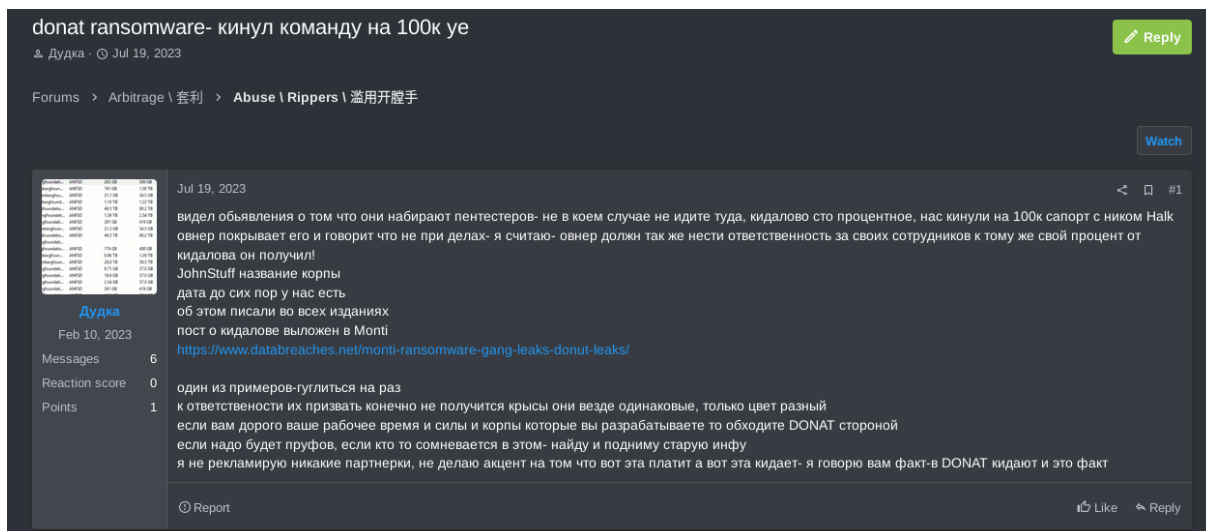 donat ransomware- кинул команду на 100к уе
Дудка · Jul 19, 2023
Reply
Forums > Arbitrage \ 套利 > Abuse \ Rippers \ 滥用开膛手
Watch
Jul 19, 2023
#1
видел обьявления о том что они набирают пентестеров- не в коем случае не идите туда, кидалово сто процентное, нас кинули на 100к сапорт с ником Halk
овнер покрывает его и говорит что не при делах- я считаю- овнер должн так же нести ответственность за своих сотрудников к тому же свой процент от
кидалова он получил!
JohnStuff название корпы
дата до сих пор у нас есть
об этом писали во всех изданиях
пост о кидалове выложен в Monti
https://www.databreaches.net/monti-ransomware-gang-leaks-donut-leaks/
один из примеров-гуглиться на раз
к ответствености их призвать конечно не получится крысы они везде одинаковые, только цвет разный
если вам дорого ваше рабочее время и силы и корпы которые вы разрабатываете то обходите DONAT стороной
если надо будет пруфов, если кто то сомневается в этом- найду и подниму старую инфу
я не рекламирую никакие партнерки, не делаю акцент на том что вот эта платит а вот эта кидает- я говорю вам факт-в DONAT кидают и это факт
Дудка
Feb 10, 2023
Messages 6
Reaction score 0
Points 1
Report
Like
Reply